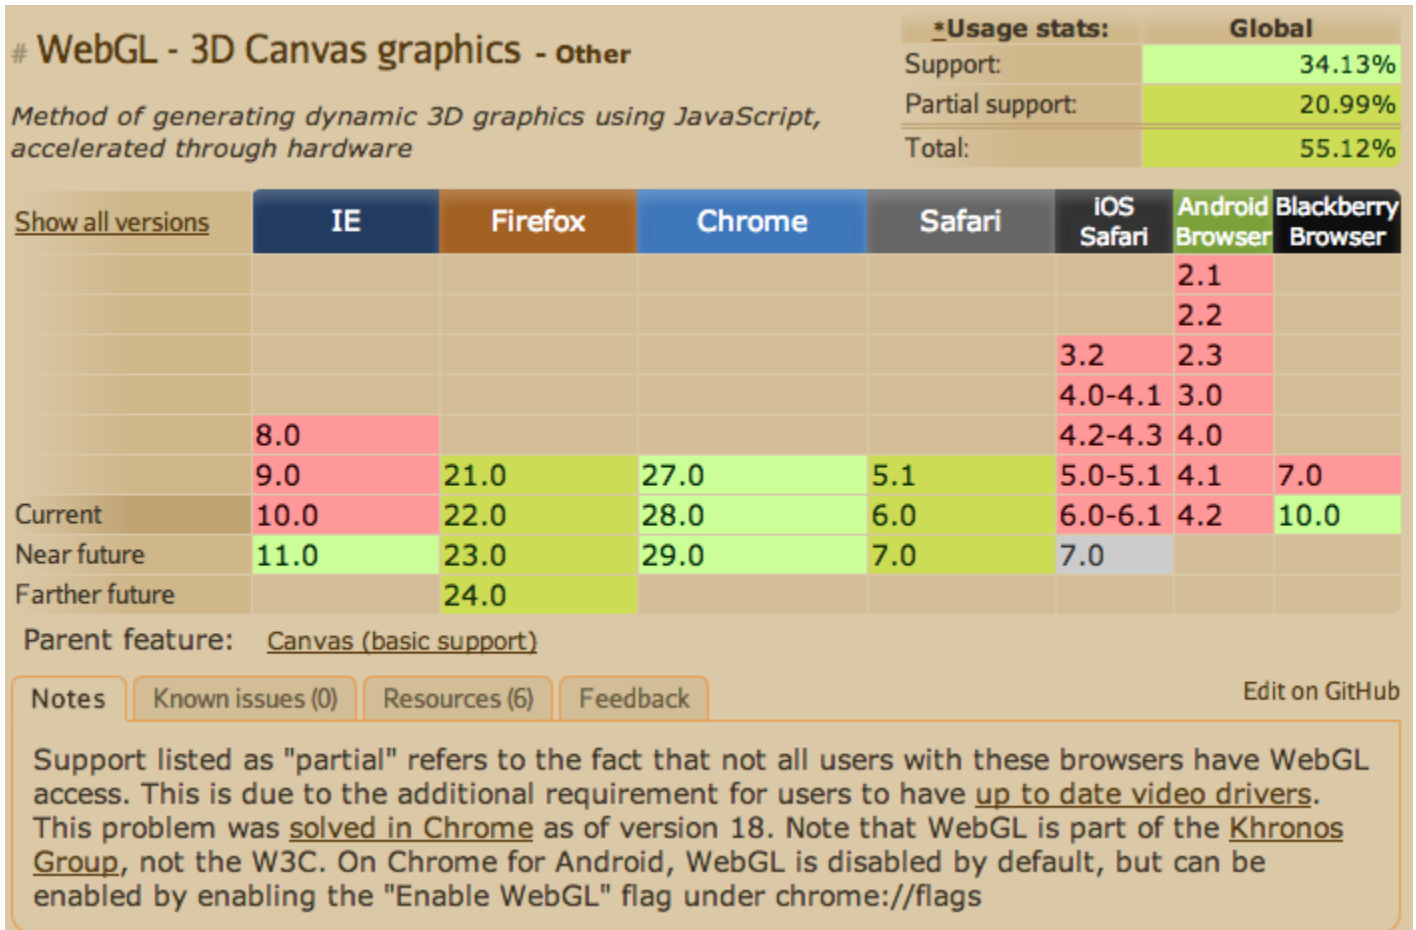 # WebGL - 3D Canvas graphics - Other
Method of generating dynamic 3D graphics using JavaScript,
accelerated through hardware
*Usage stats: Global
Support: 34.13%
Partial support: 20.99%
Total: 55.12%
Show all versions IE Firefox Chrome Safari iOS Safari Android Browser Blackberry Browser
2.1
2.2
3.2 2.3
4.0-4.1 3.0
8.0 4.2-4.3 4.0
9.0 21.0 27.0 5.1 5.0-5.1 4.1 7.0
Current 10.0 22.0 28.0 6.0 6.0-6.1 4.2 10.0
Near future 11.0 23.0 29.0 7.0 7.0
Farther future 24.0
Parent feature: Canvas (basic support)
Notes Known issues (0) Resources (6) Feedback Edit on GitHub
Support listed as "partial" refers to the fact that not all users with these browsers have WebGL
access. This is due to the additional requirement for users to have up to date video drivers.
This problem was solved in Chrome as of version 18. Note that WebGL is part of the Khronos
Group, not the W3C. On Chrome for Android, WebGL is disabled by default, but can be
enabled by enabling the "Enable WebGL" flag under chrome://flags